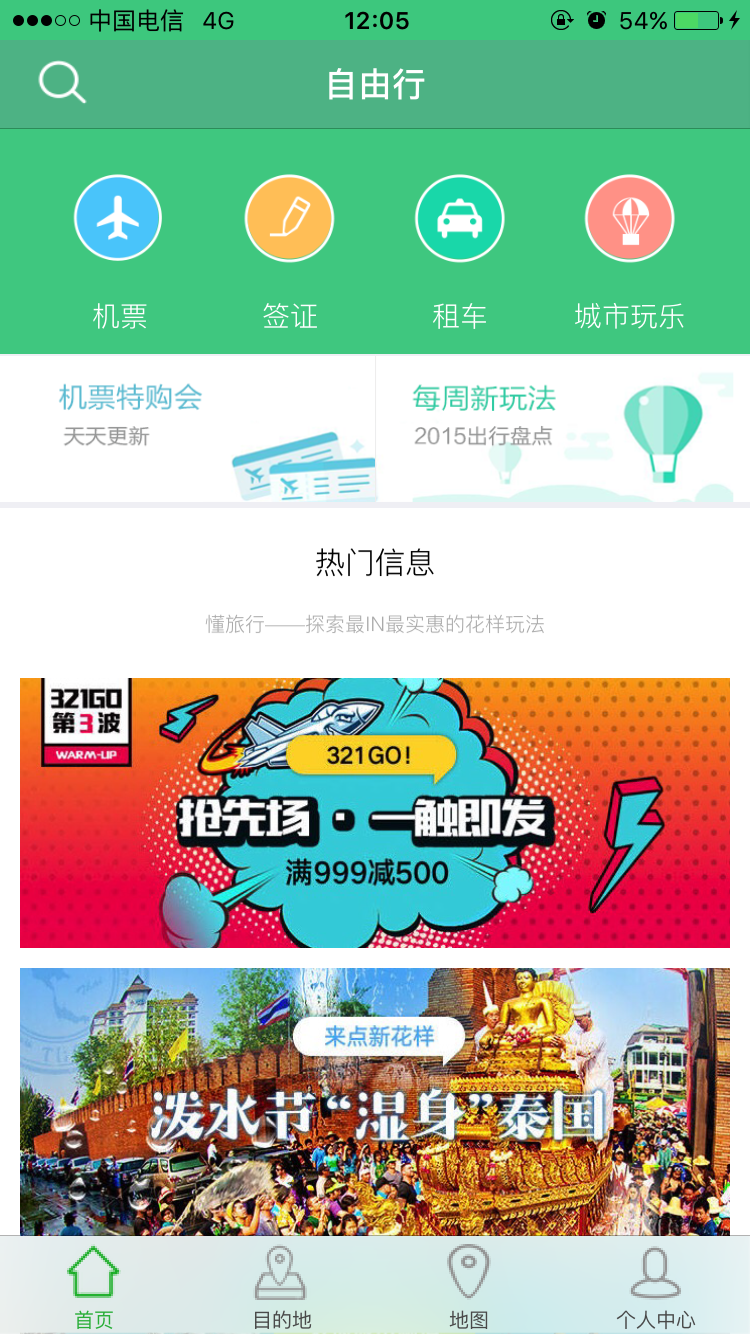 中国电信 4G 12:05 54%
自由行
机票 签证 租车 城市玩乐
机票特购会
天天更新
每周新玩法
2015出行盘点
热门信息
懂旅行——探索最IN最实惠的花样玩法
321GO
第3波
WARM-UP
321GO!
抢先场·一触即发
满999减500
来点新花样
泼水节“湿身”泰国
首页 目的地 地图 个人中心